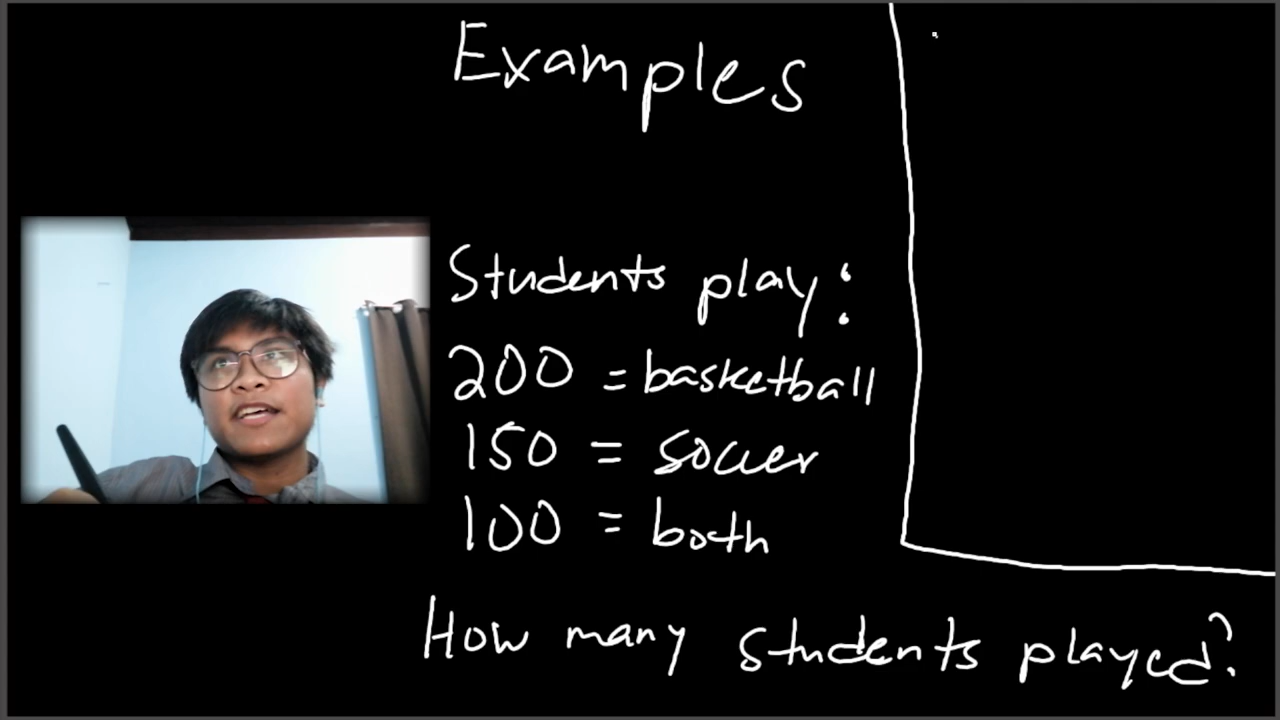 Examples
Students play:
200 = basketball
150 = soccer
100 = both
How many students played?